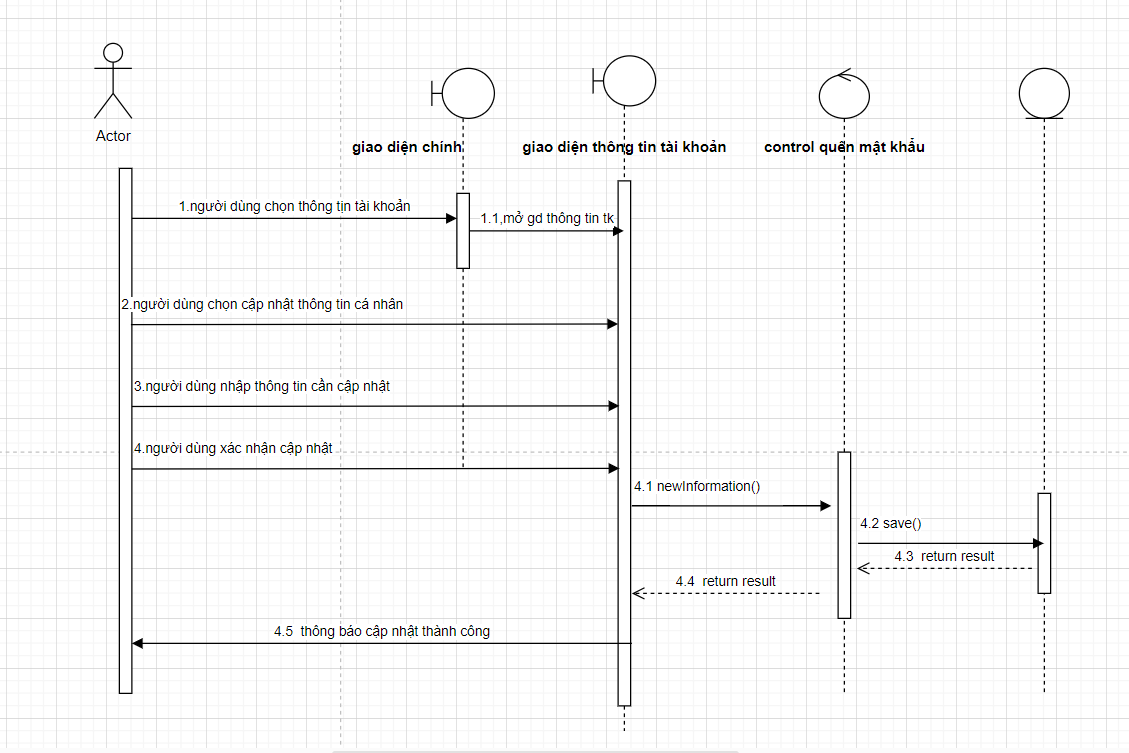 Actor
giao diện chính
giao diện thông tin tài khoản
control quên mật khẩu
1.người dùng chọn thông tịn tài khoản
1.1,mở gd thông tin tk
2.người dùng chọn cập nhật thông tin cá nhân
3.người dùng nhập thông tin cần cập nhật
4.người dùng xác nhận cập nhật
4.1 newInformation()
4.2 save()
4.3 return result
4.4 return result
4.5 thông báo cập nhật thành công